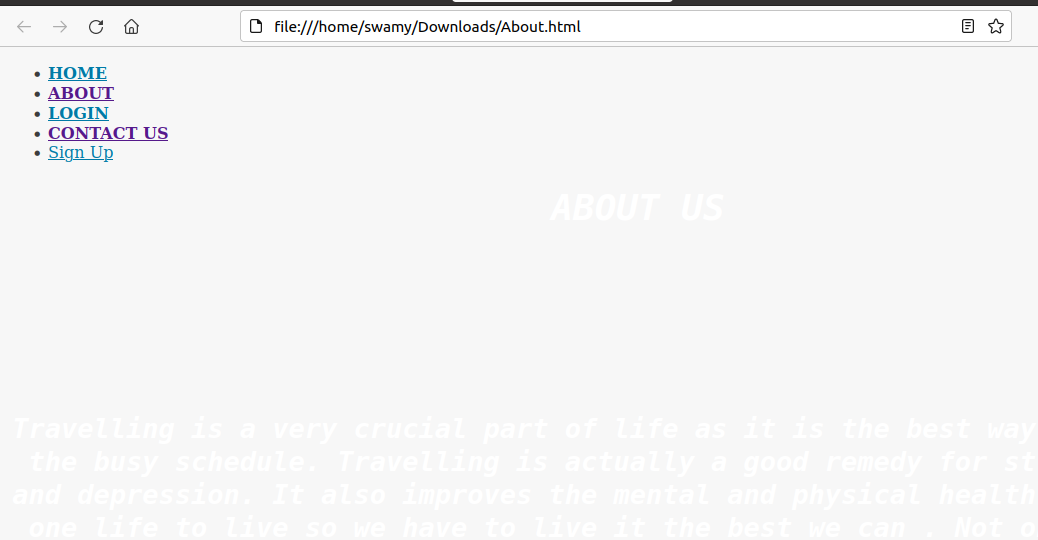 file:///home/swamy/Downloads/About.html
HOME
ABOUT
LOGIN
CONTACT US
Sign Up
ABOUT US
Travelling is a very crucial part of life as it is the best way
the busy schedule. Travelling is actually a good remedy for st
and depression. It also improves the mental and physical health
one life to live so we have to live it the best we can . Not o